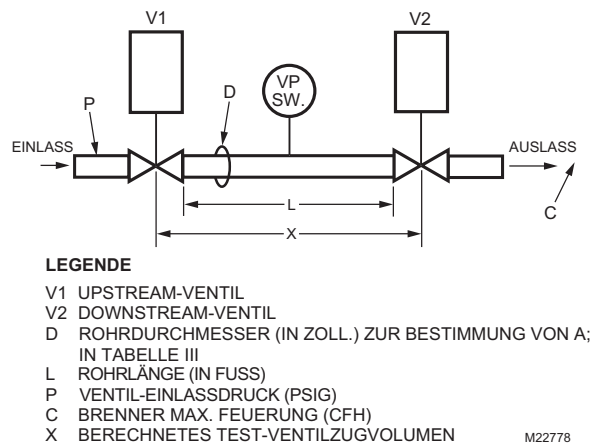 V1
V2
VP
SW.
P
D
EINLASS
AUSLASS
L
X
C
LEGENDE
V1 UPSTREAM-VENTIL
V2 DOWNSTREAM-VENTIL
D ROHRDURCHMESSER (IN ZOLL.) ZUR BESTIMMUNG VON A;
IN TABELLE III
L ROHRLÄNGE (IN FUSS)
P VENTIL-EINLASSDRUCK (PSIG)
C BRENNER MAX. FEUERUNG (CFH)
X BERECHNETES TEST-VENTILZUGVOLUMEN
M22778